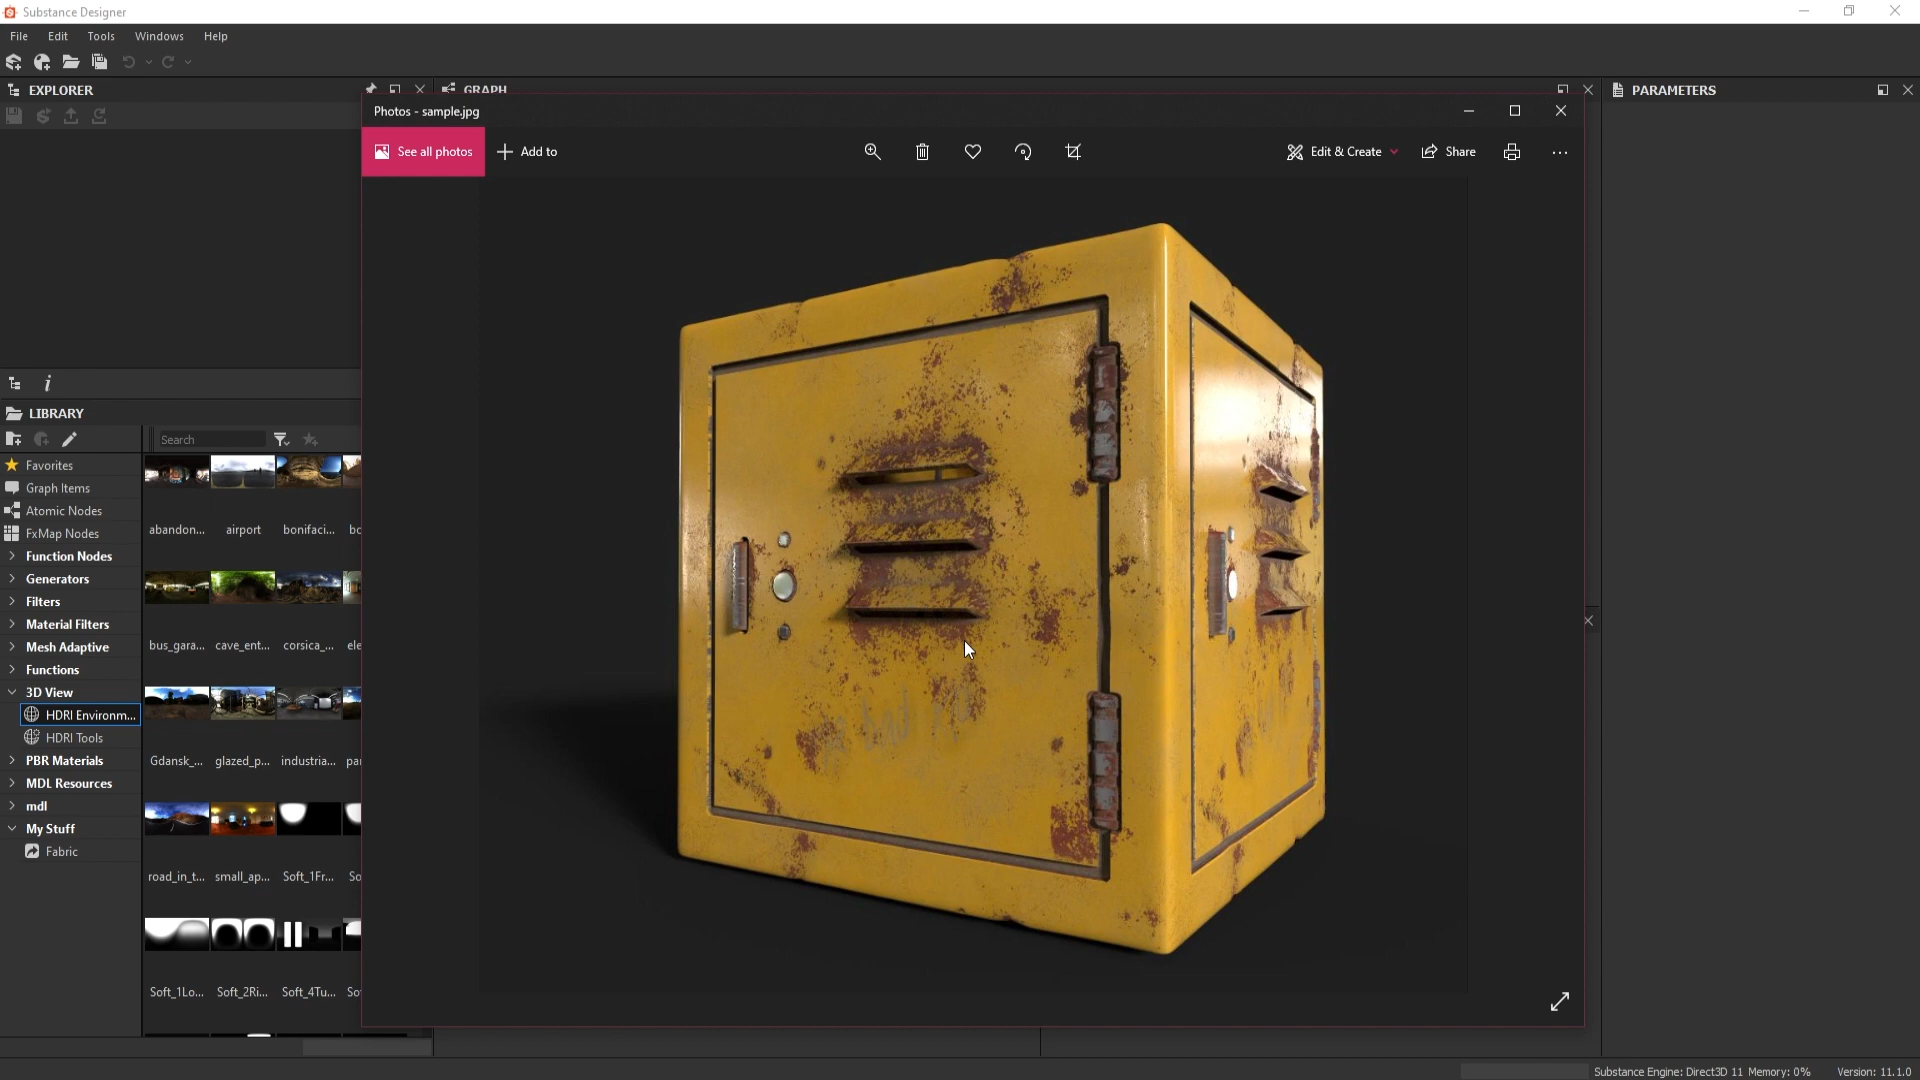 Substance Designer
File Edit Tools Windows Help
EXPLORER
GRAPH
PARAMETERS
Photos - sample.jpg
See all photos
Add to
Edit & Create
Share
LIBRARY
Search
Favorites
Graph Items
Atomic Nodes
FxMap Nodes
Function Nodes
Generators
Filters
Material Filters
Mesh Adaptive
Functions
3D View
HDRI Environm...
HDRI Tools
PBR Materials
MDL Resources
mdl
My Stuff
Fabric
abandon... airport bonifaci... bo
bus_gara... cave_ent... corsica_... ele
Gdansk_... glazed_p... industria... pa
road_in_t... small_ap... Soft_1Fr... So
Soft_1Lo... Soft_2Ri... Soft_4Tu... So
Substance Engine: Direct3D 11 Memory: 0% Version: 11.1.0